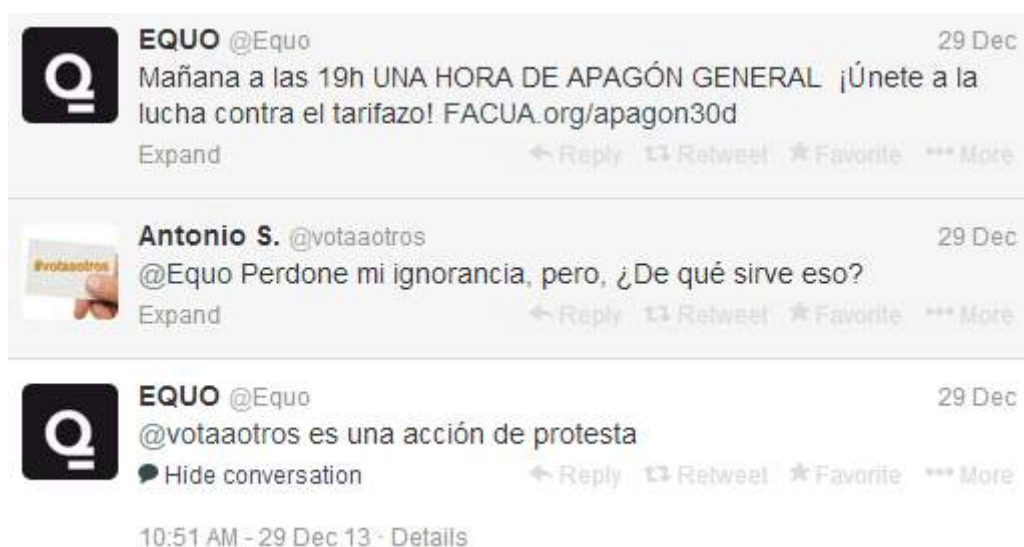 EQUO @Equo 29 Dec
Mañana a las 19h UNA HORA DE APAGÓN GENERAL ¡Únete a la
lucha contra el tarifazo! FACUA.org/apagon30d
Expand Reply Retweet Favorite More
Antonio S. @votaaotros 29 Dec
#votaaotros
@Equo Perdone mi ignorancia, pero, ¿De qué sirve eso?
Expand Reply Retweet Favorite More
EQUO @Equo 29 Dec
@votaaotros es una acción de protesta
Hide conversation Reply Retweet Favorite More
10:51 AM - 29 Dec 13 · Details